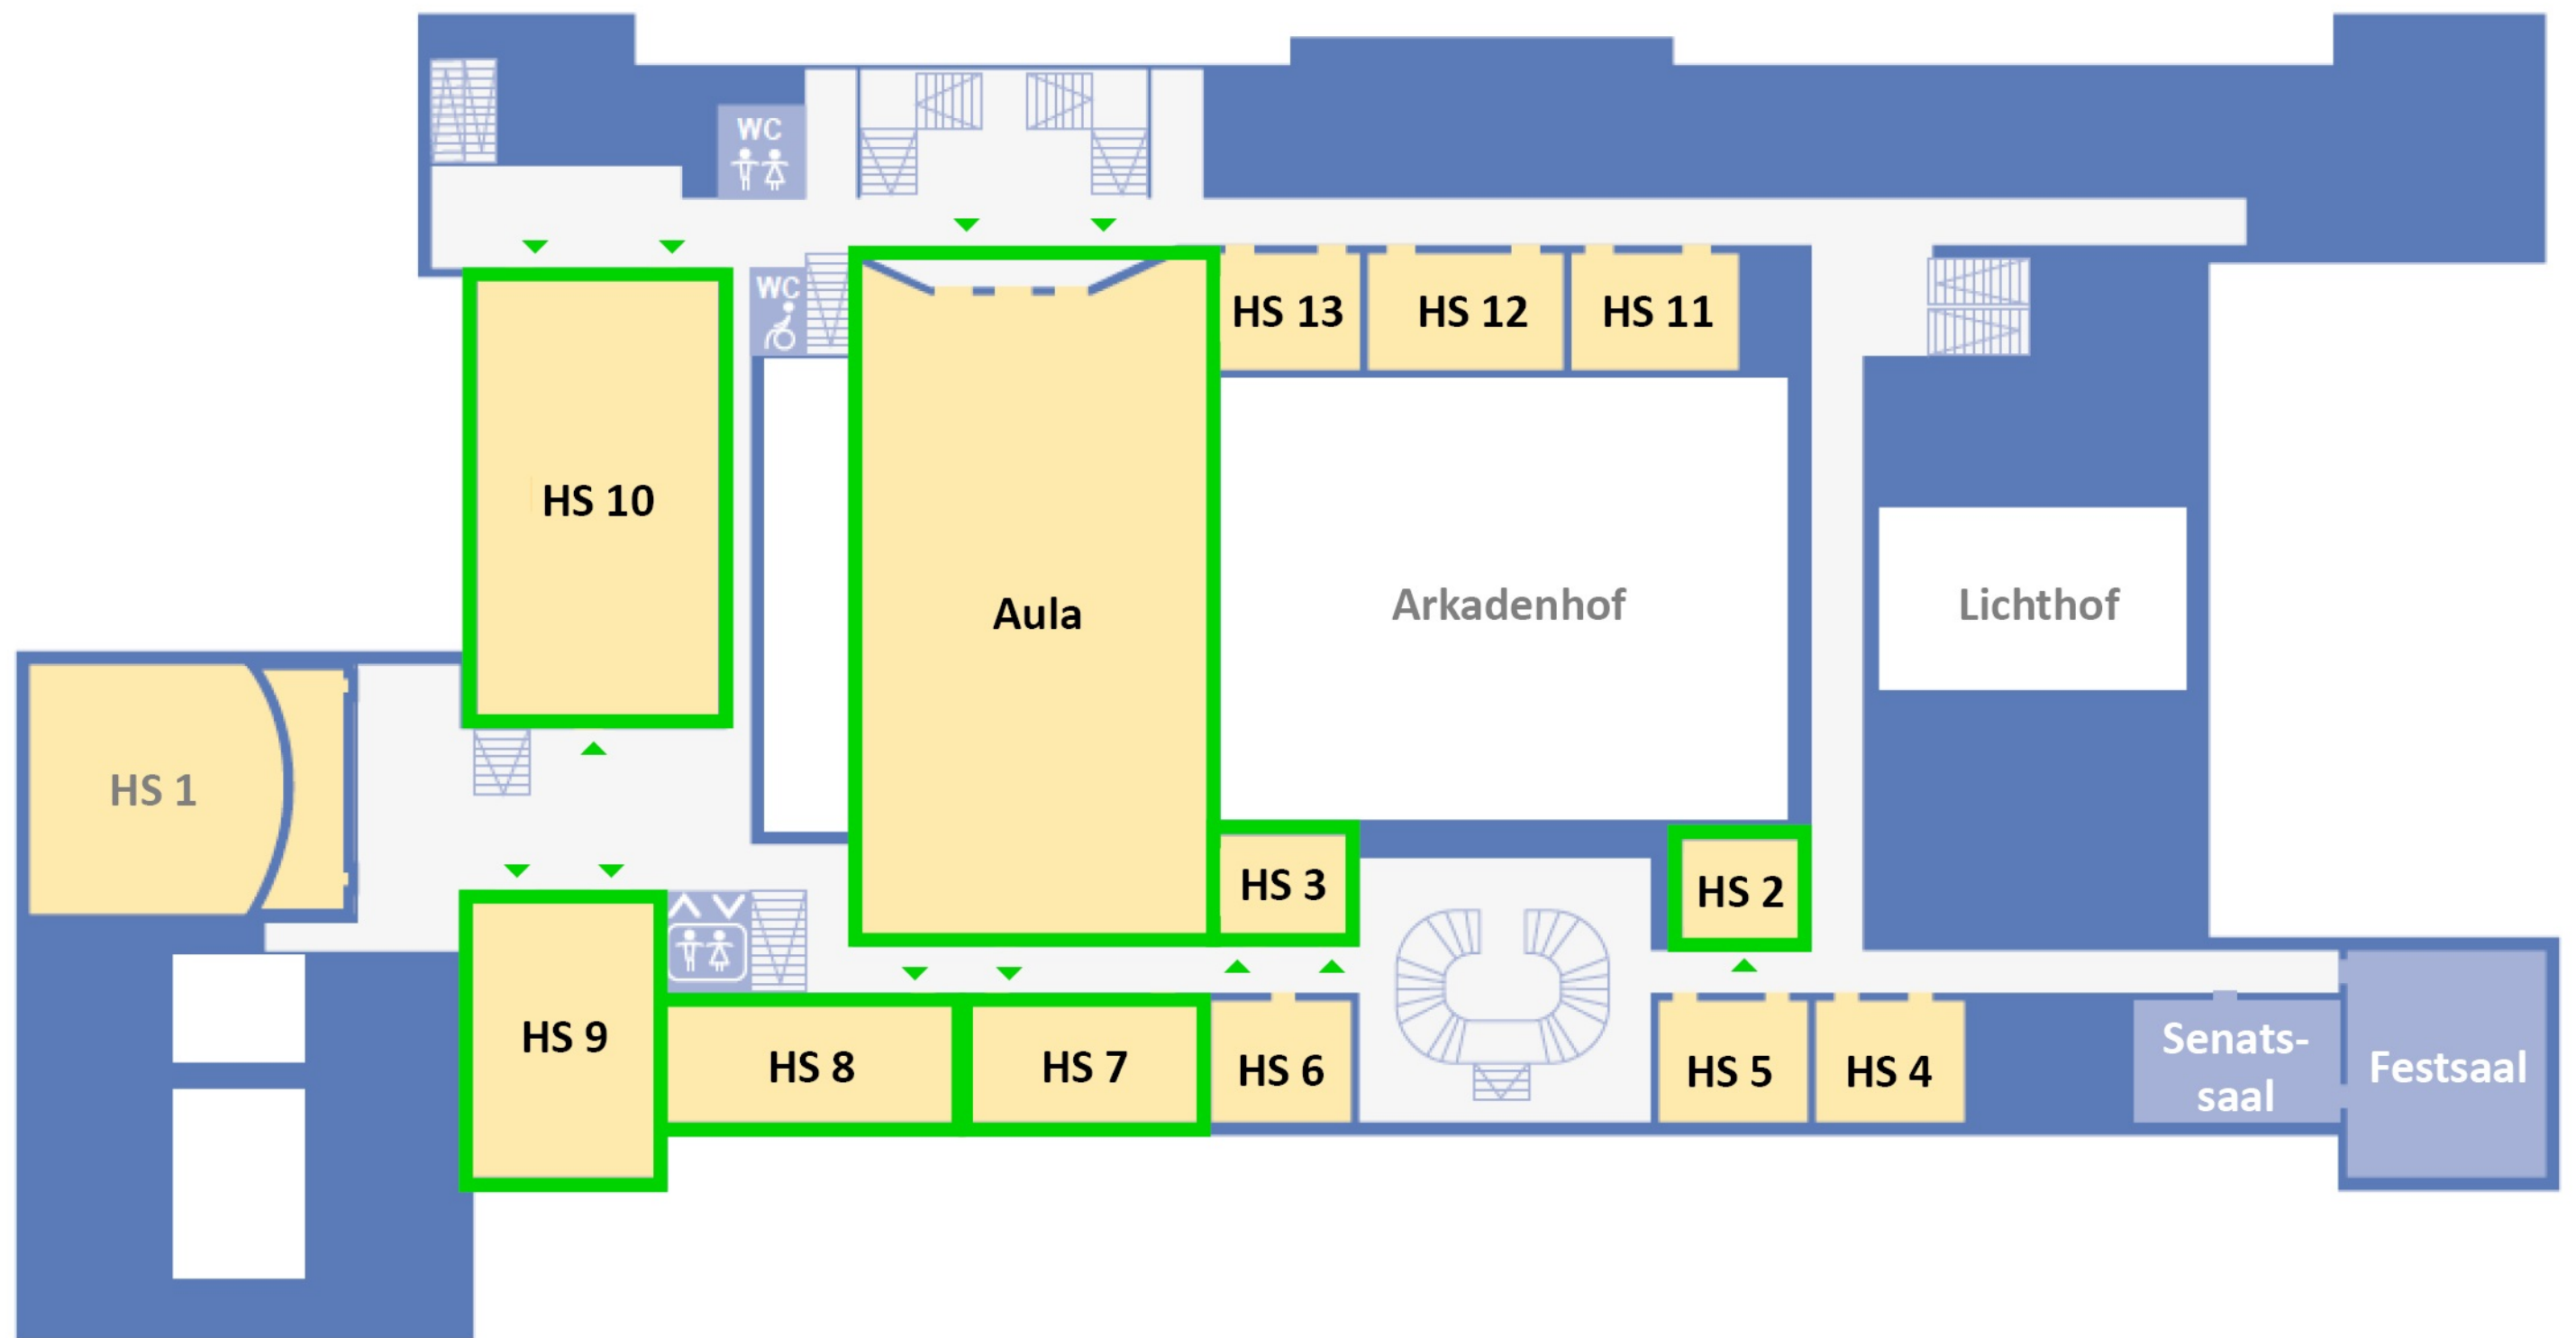 WC
WC
HS 13
HS 12
HS 11
HS 10
Aula
Arkadenhof
Lichthof
HS 1
HS 3
HS 2
HS 9
HS 8
HS 7
HS 6
HS 5
HS 4
Senats-
saal
Festsaal